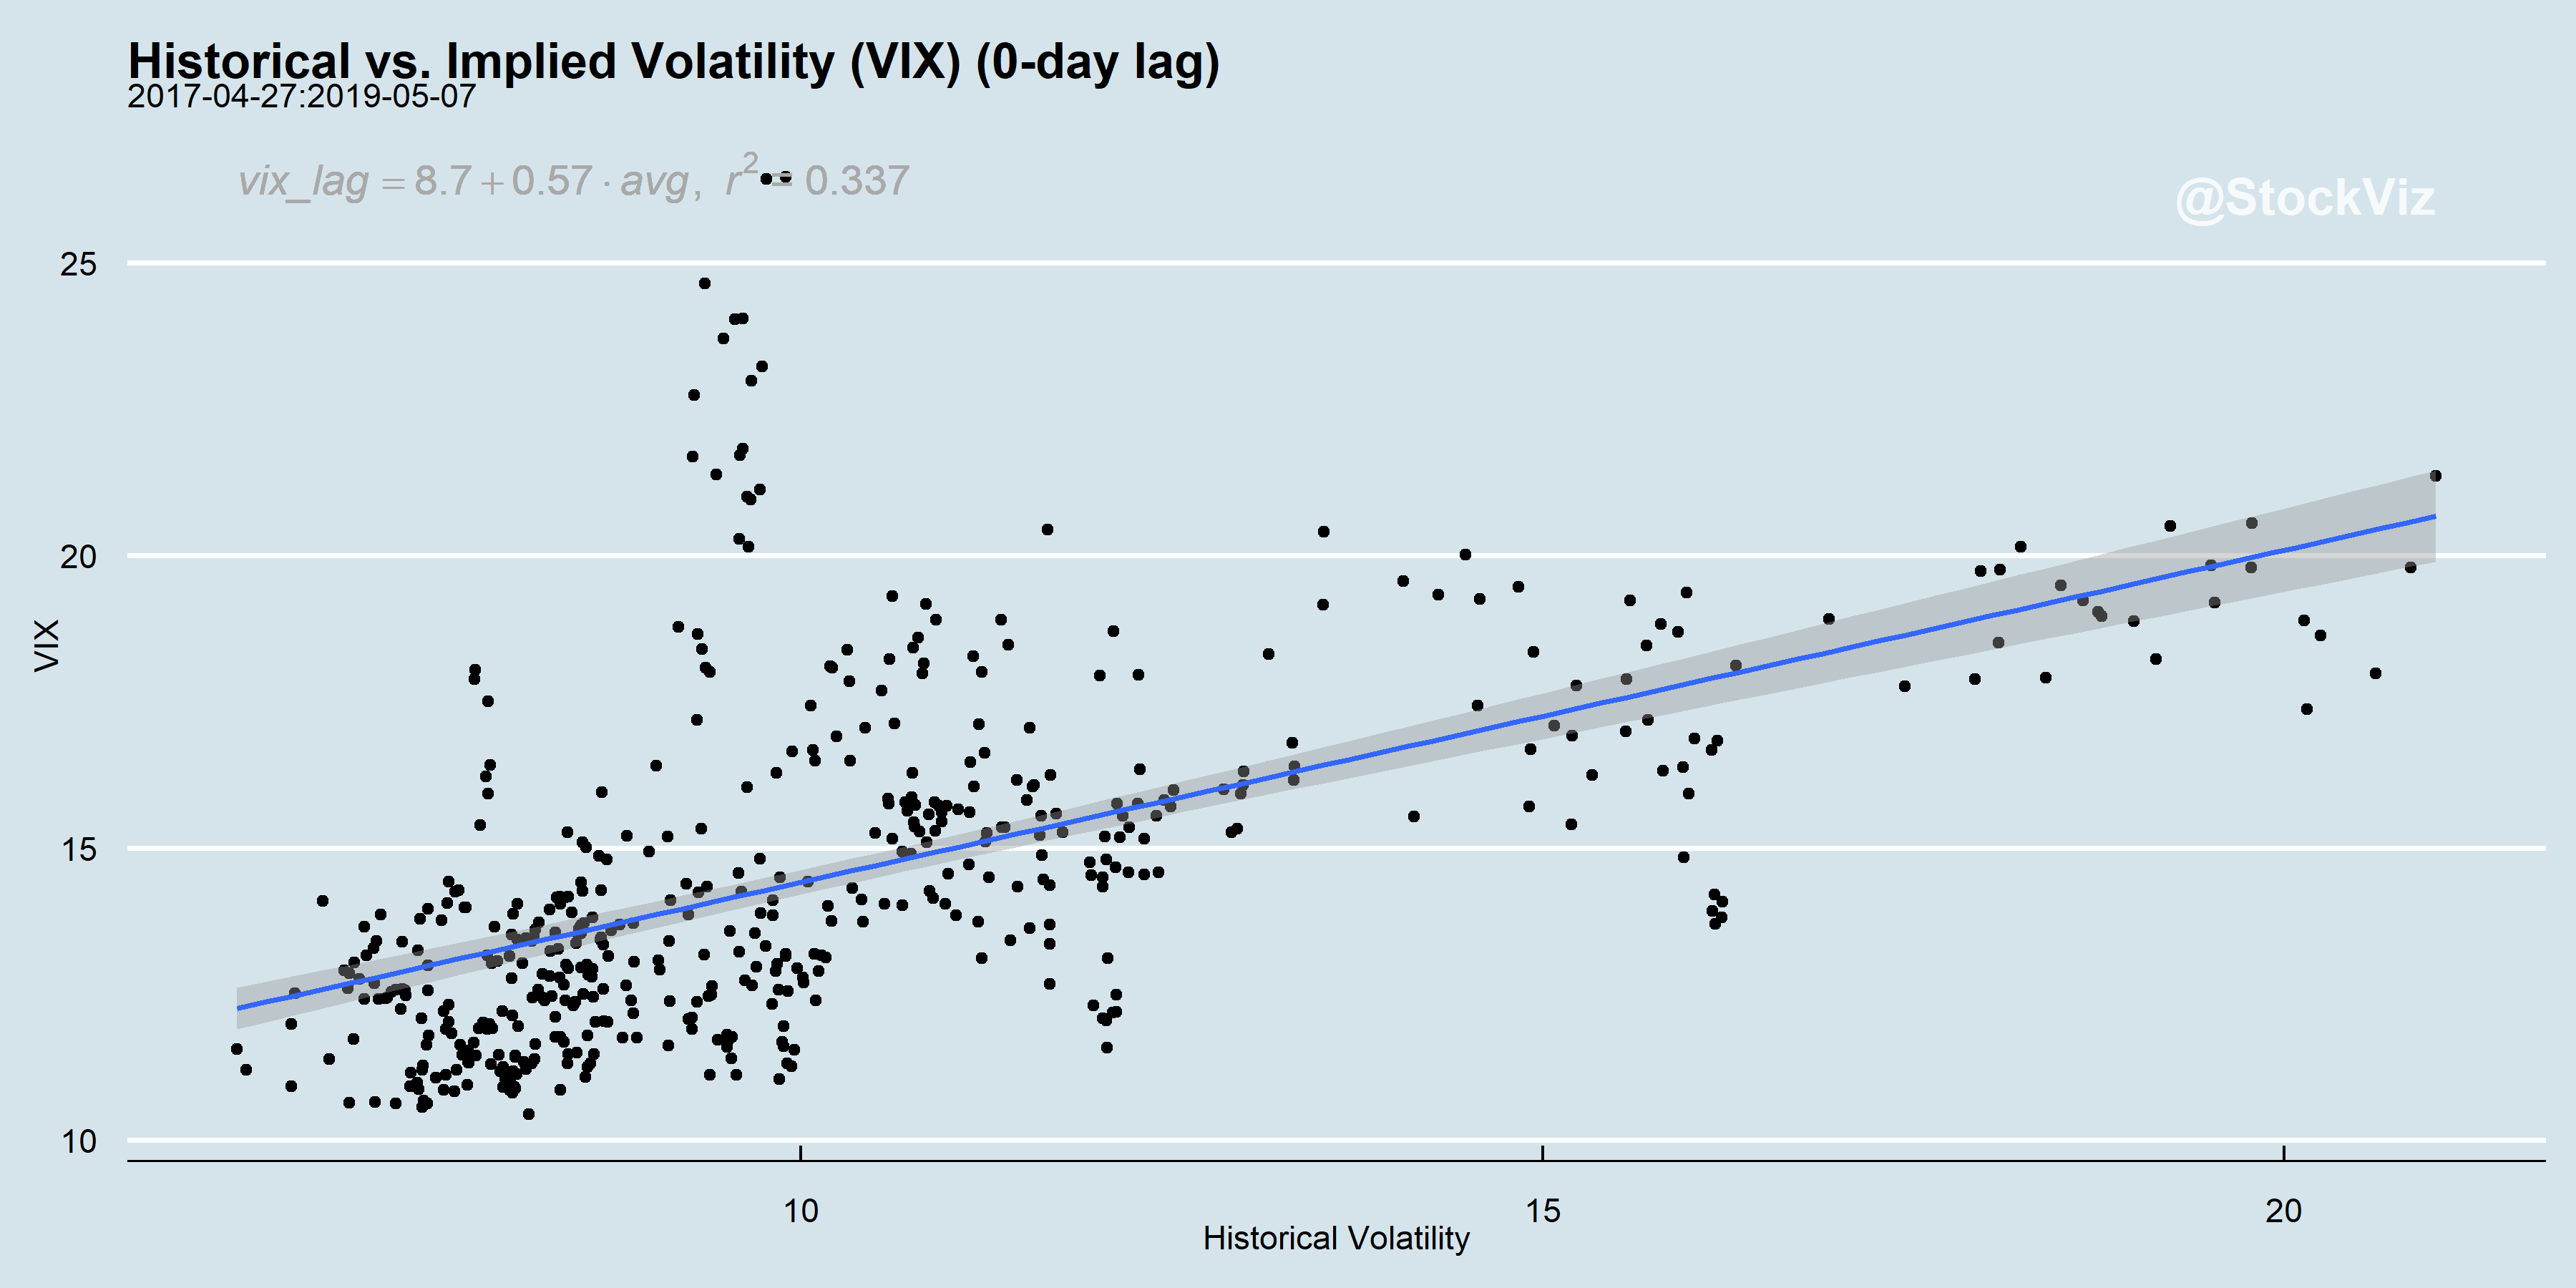 Historical vs. Implied Volatility (VIX) (0-day lag)
2017-04-27:2019-05-07
vix_lag = 8.7 + 0.57 · avg, r² = 0.337
@StockViz
25
20
15
10
VIX
10 15 20
Historical Volatility